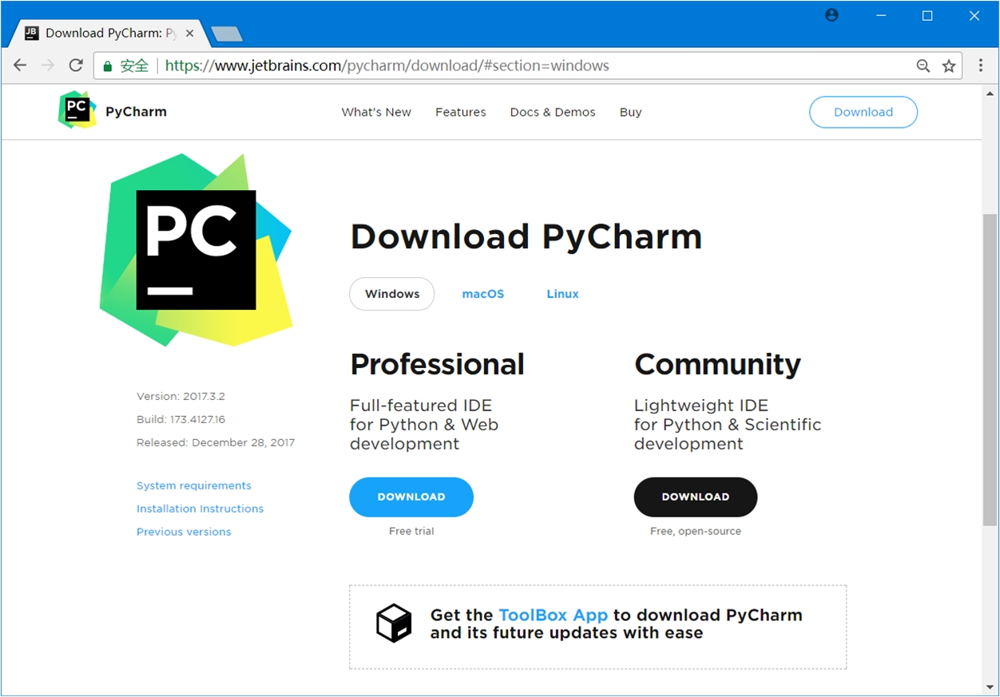 JB
Download PyCharm: Py
安全
https://www.jetbrains.com/pycharm/download/#section=windows
PC
PyCharm
What's New
Features
Docs & Demos
Buy
Download
PC
Download PyCharm
Windows
macOS
Linux
Version: 2017.3.2
Build: 173.4127.16
Released: December 28, 2017
System requirements
Installation Instructions
Previous versions
Professional
Full-featured IDE
for Python & Web
development
DOWNLOAD
Free trial
Community
Lightweight IDE
for Python & Scientific
development
DOWNLOAD
Free, open-source
Get the ToolBox App to download PyCharm
and its future updates with ease